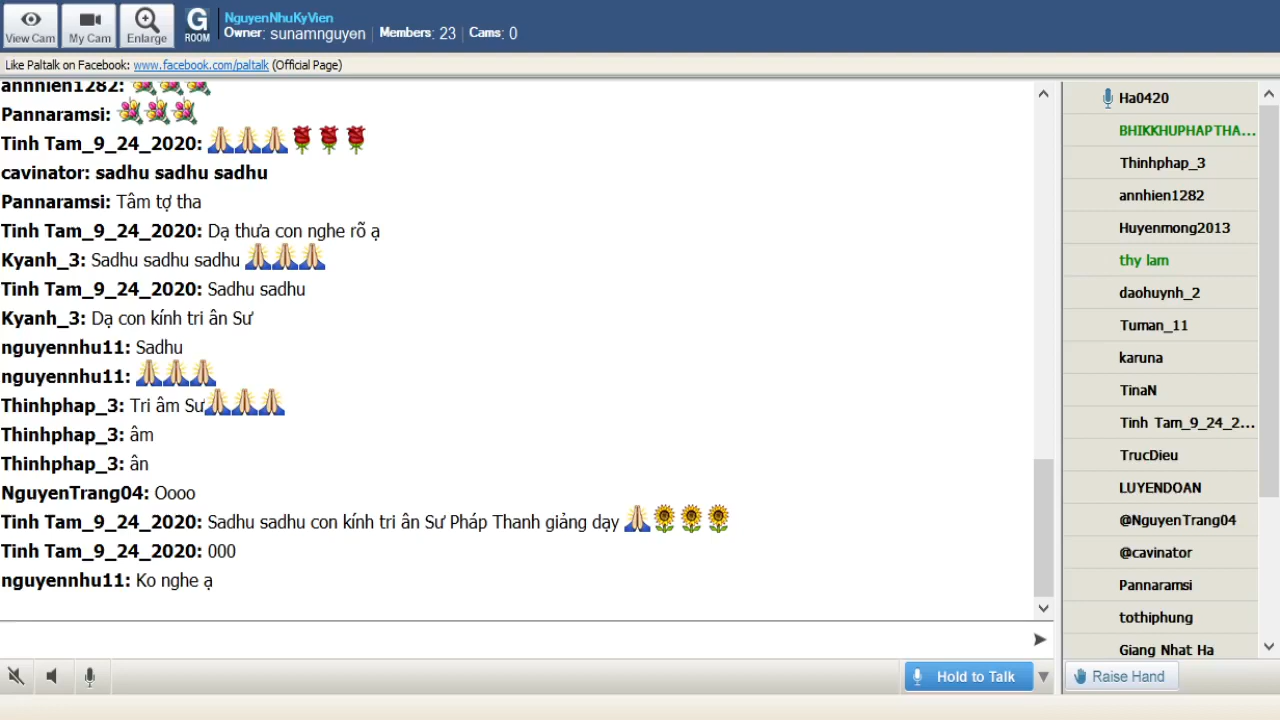 View Cam
My Cam
Enlarge
G
ROOM
NguyenNhuKyVien
Owner: sunamnguyen | Members: 23 | Cams: 0
Like Paltalk on Facebook: www.facebook.com/paltalk (Official Page)
annhien1282:
Pannaramsi:
Tinh Tam_9_24_2020:
cavinator: sadhu sadhu sadhu
Pannaramsi: Tâm tợ tha
Tinh Tam_9_24_2020: Dạ thưa con nghe rõ ạ
Kyanh_3: Sadhu sadhu sadhu
Tinh Tam_9_24_2020: Sadhu sadhu
Kyanh_3: Dạ con kính tri ân Sư
nguyennhu11: Sadhu
nguyennhu11:
Thinhphap_3: Tri âm Sư
Thinhphap_3: âm
Thinhphap_3: ân
NguyenTrang04: Oooo
Tinh Tam_9_24_2020: Sadhu sadhu con kính tri ân Sư Pháp Thanh giảng dạy
Tinh Tam_9_24_2020: 000
nguyennhu11: Ko nghe ạ
Hold to Talk
Ha0420
BHIKKHUPHAPTHA...
Thinhphap_3
annhien1282
Huyenmong2013
thy lam
daohuynh_2
Tuman_11
karuna
TinaN
Tinh Tam_9_24_2...
TrucDieu
LUYENDOAN
@NguyenTrang04
@cavinator
Pannaramsi
tothiphung
Giang Nhat Ha
Raise Hand